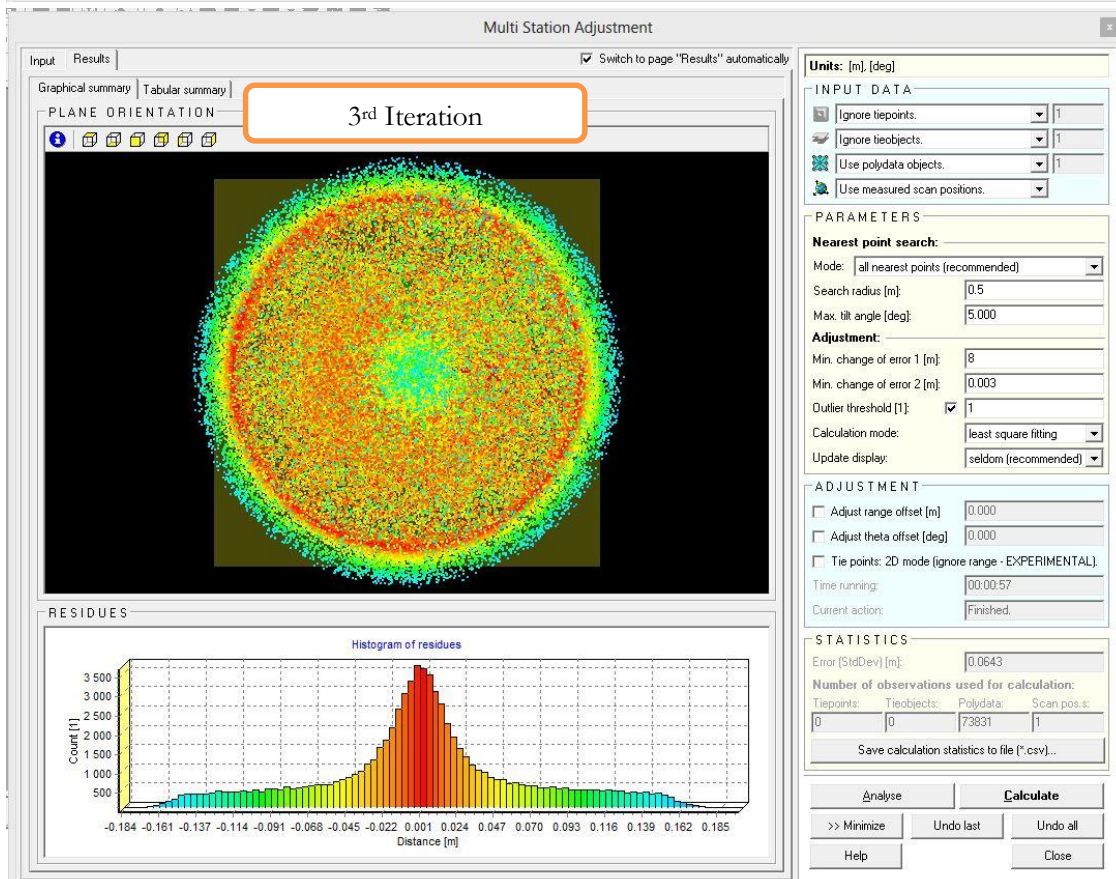 Multi Station Adjustment
x
Input Results Switch to page "Results" automatically
Graphical summary Tabular summary
3rd Iteration
PLANE ORIENTATION
RESIDUES
Histogram of residues
Count [1]
3 500
3 000
2 500
2 000
1 500
1 000
500
-0.184 -0.161 -0.137 -0.114 -0.091 -0.068 -0.045 -0.022 0.001 0.024 0.047 0.070 0.093 0.116 0.139 0.162 0.185
Distance [m]
Units: [m], [deg]
INPUT DATA
Ignore tiepoints. 1
Ignore tieobjects. 1
Use polydata objects. 1
Use measured scan positions.
PARAMETERS
Nearest point search:
Mode: all nearest points (recommended)
Search radius [m]: 0.5
Max. tilt angle [deg]: 5.000
Adjustment:
Min. change of error 1 [m]: 8
Min. change of error 2 [m]: 0.003
Outlier threshold [1]: 1
Calculation mode: least square fitting
Update display: seldom (recommended)
ADJUSTMENT
Adjust range offset [m] 0.000
Adjust theta offset [deg] 0.000
Tie points: 2D mode (ignore range - EXPERIMENTAL).
Time running: 00:00:57
Current action: Finished.
STATISTICS
Error (StdDev) [m]: 0.0643
Number of observations used for calculation:
Tiepoints: Tieobjects: Polydata: Scan pos.s:
0 0 73831 1
Save calculation statistics to file (*.csv)...
Analyse Calculate
>> Minimize Undo last Undo all
Help Close